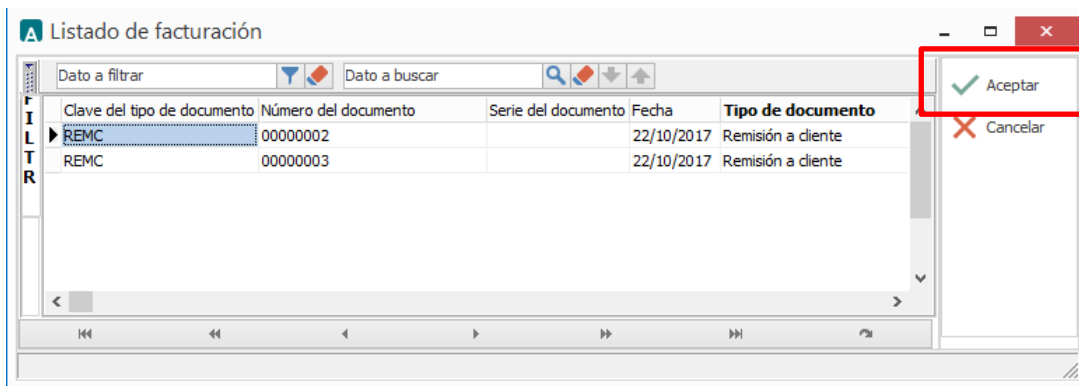 A Listado de facturación
Dato a filtrar Dato a buscar
Aceptar
Cancelar
FILTR
Clave del tipo de documento Número del documento Serie del documento Fecha Tipo de documento
REMC 00000002 22/10/2017 Remisión a cliente
REMC 00000003 22/10/2017 Remisión a cliente